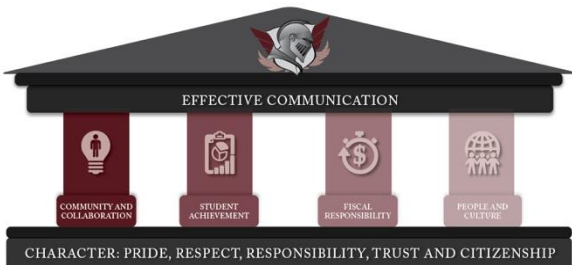 EFFECTIVE COMMUNICATION
COMMUNITY AND
COLLABORATION
STUDENT
ACHIEVEMENT
FISCAL
RESPONSIBILITY
PEOPLE AND
CULTURE
$
CHARACTER: PRIDE, RESPECT, RESPONSIBILITY, TRUST AND CITIZENSHIP